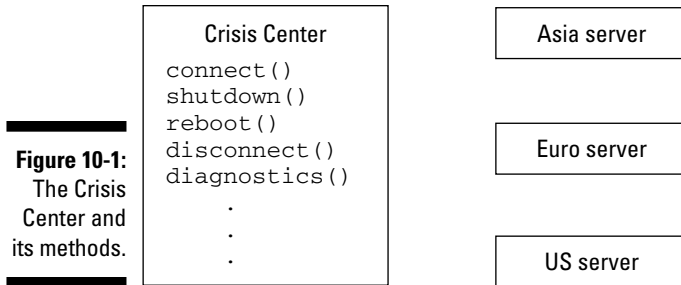 Crisis Center
connect()
shutdown()
reboot()
disconnect()
diagnostics()
.
.
.
Asia server
Euro server
US server
Figure 10-1:
The Crisis
Center and
its methods.